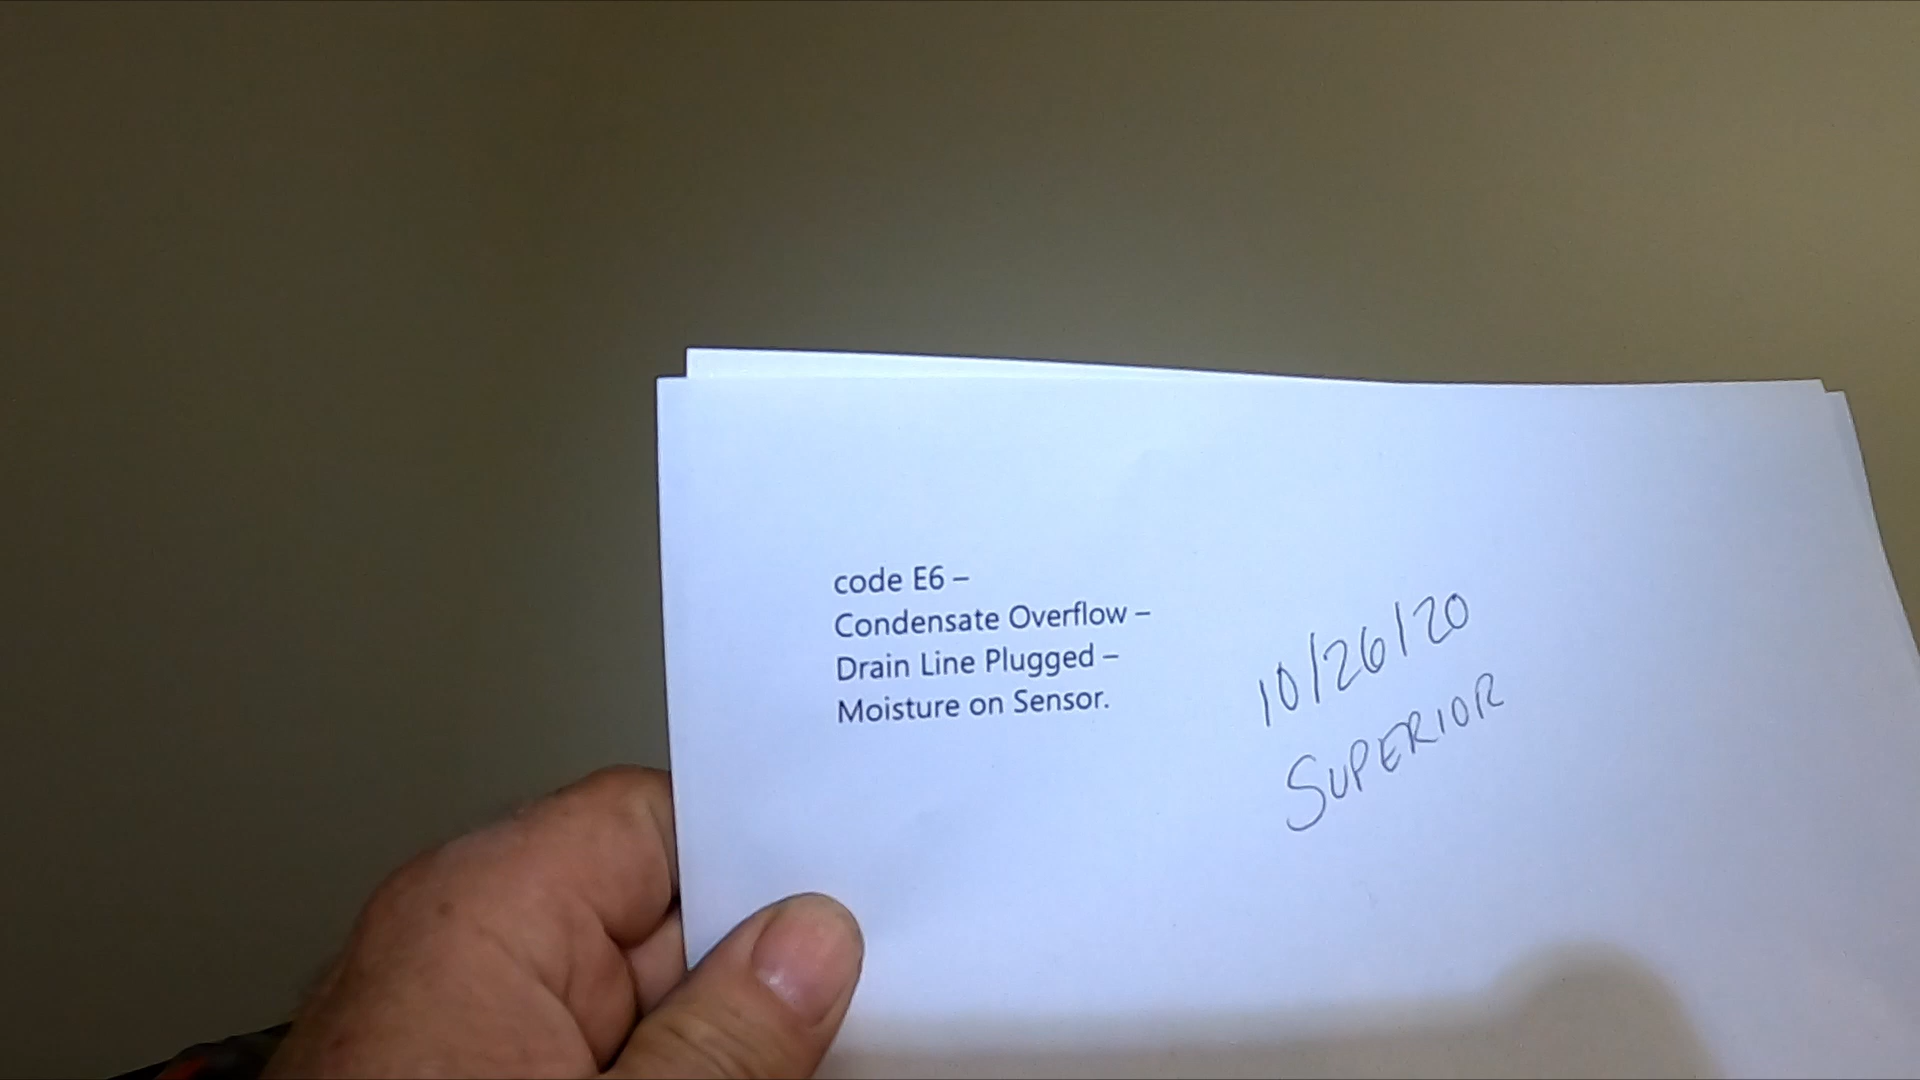 code E6 –
Condensate Overflow –
Drain Line Plugged –
Moisture on Sensor.
10/26/20
SUPERIOR